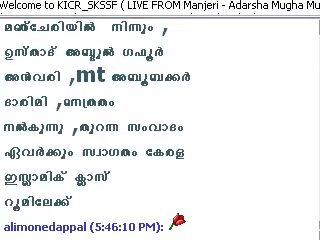 Welcome to KICR_SKSSF ( LIVE FROM Manjeri - Adarsha Mugha Mu
മഞ്ചേരിയിൽ നിന്നും ,
ഉസ്താദ് അബ്ദുൽ ഗഫൂർ
അൻവരി ,mt അബൂബക്കർ
ദാരിമി ,നേത്രതം
നൽകുന്നു ,തുറന്ന സംവാദം
ഏവർക്കും സ്വാഗതം കേരള
ഇസ്ലാമിക് ക്ലാസ്
റൂമിലേക്ക്
alimonedappal (5:46:10 PM):